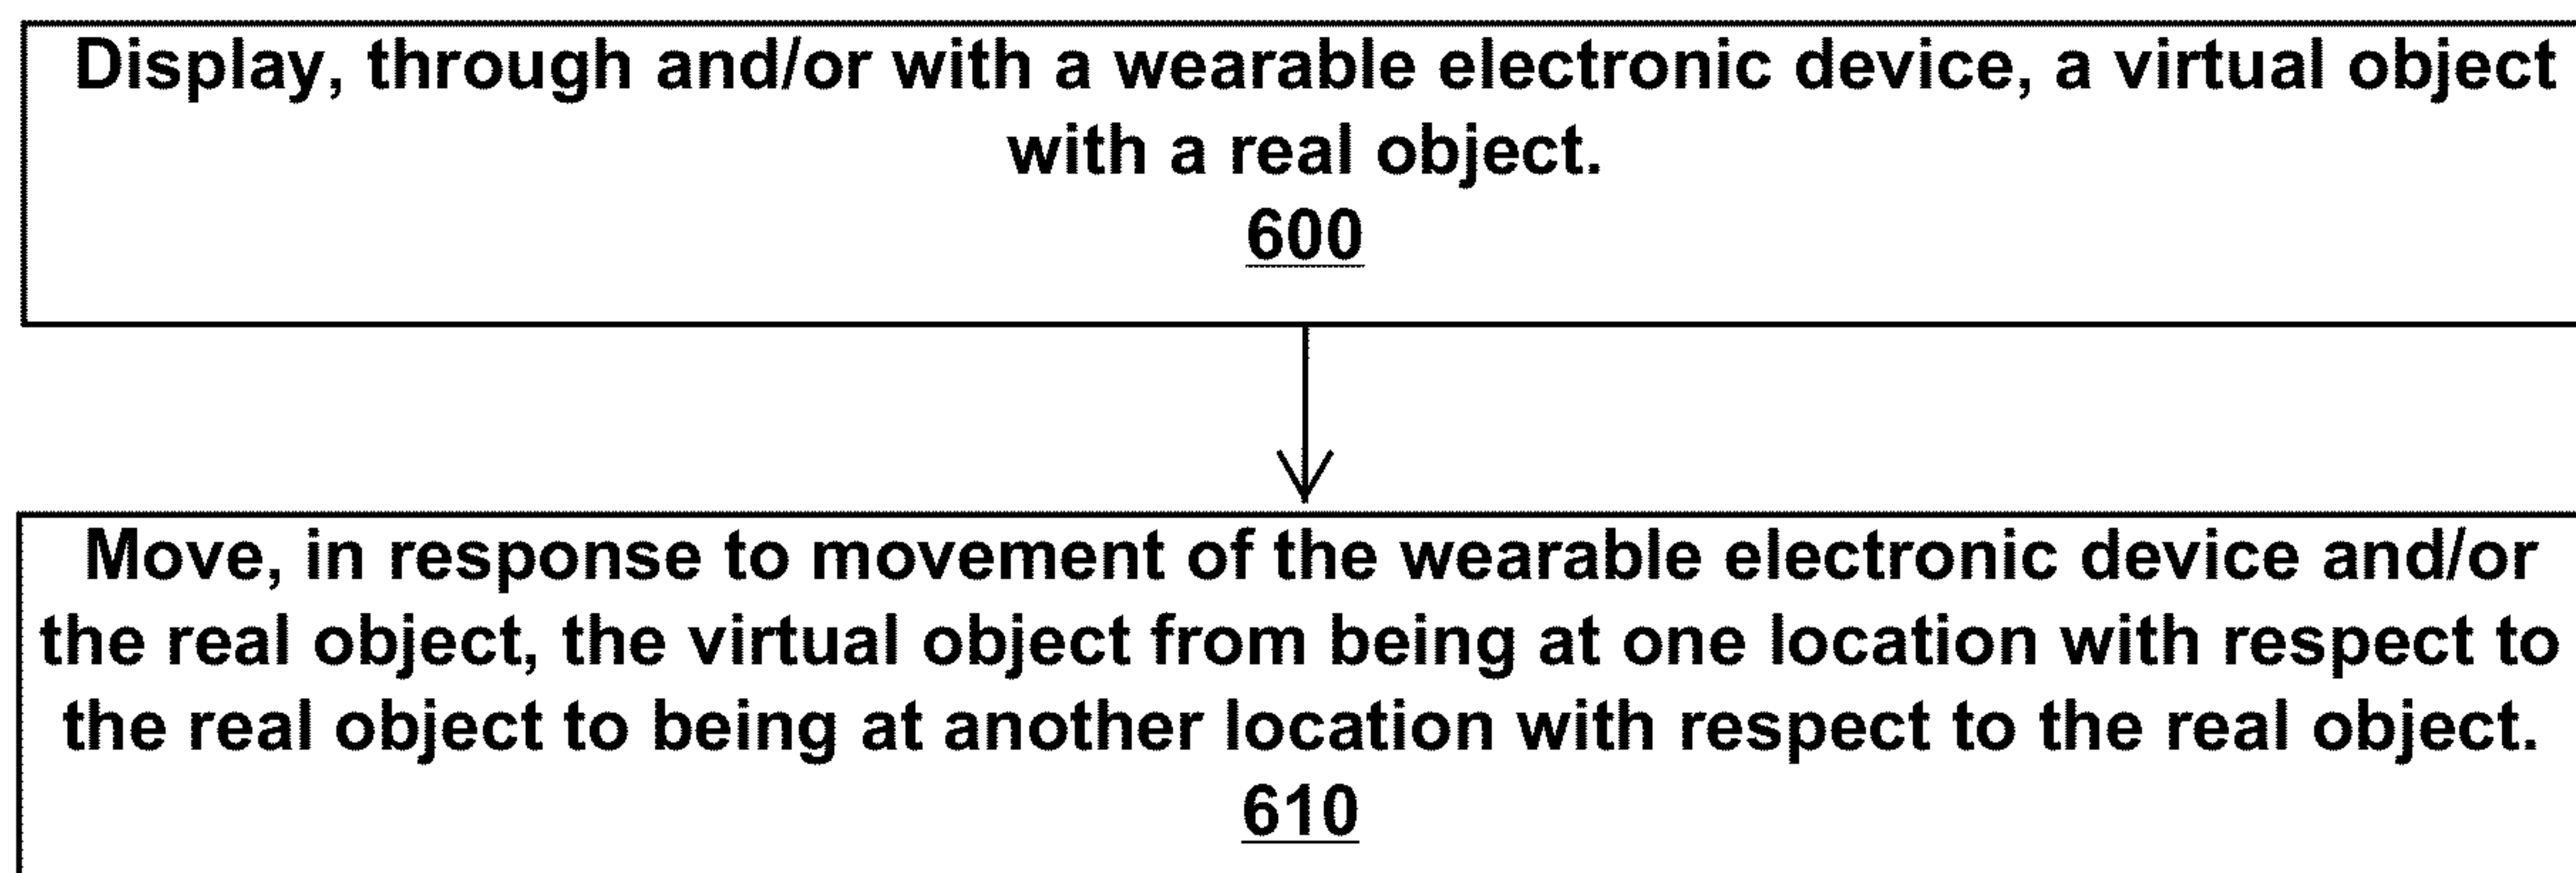 Display, through and/or with a wearable electronic device, a virtual object
with a real object.
600
Move, in response to movement of the wearable electronic device and/or
the real object, the virtual object from being at one location with respect to
the real object to being at another location with respect to the real object.
610